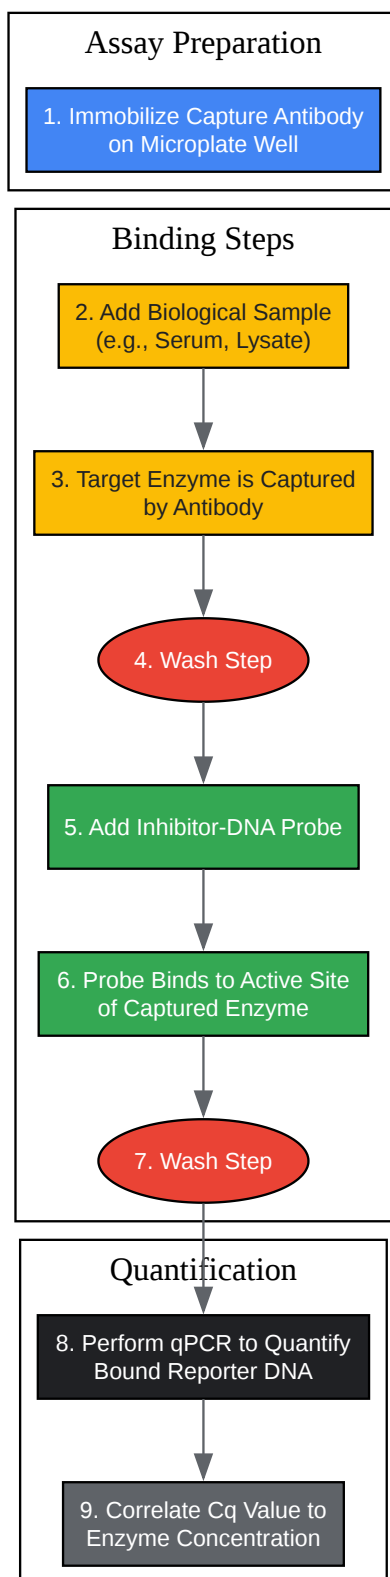 Assay Preparation
1. Immobilize Capture Antibody
on Microplate Well
Binding Steps
2. Add Biological Sample
(e.g., Serum, Lysate)
3. Target Enzyme is Captured
by Antibody
4. Wash Step
5. Add Inhibitor-DNA Probe
6. Probe Binds to Active Site
of Captured Enzyme
7. Wash Step
Quantification
8. Perform qPCR to Quantify
Bound Reporter DNA
9. Correlate Cq Value to
Enzyme Concentration